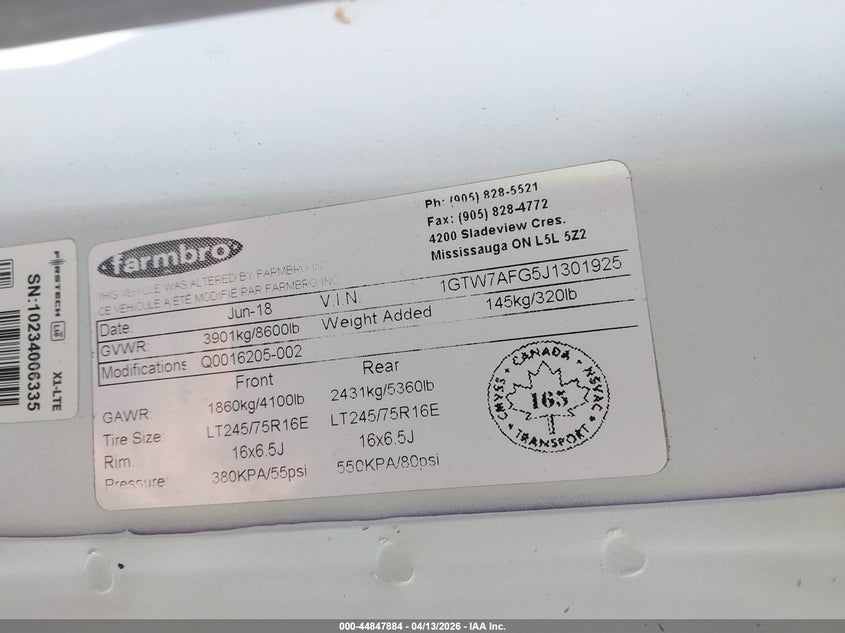 FIRSTECH LLC
SN:10234006335
X1-LTE
farmbro
Ph: (905) 828-5521
Fax: (905) 828-4772
4200 Sladeview Cres.
Mississauga ON L5L 5Z2
THIS VEHICLE WAS ALTERED BY FARMBRO INC
CE VÉHICULE A ÉTÉ MODIFIÉ PAR FARMBRO INC
Date: Jun-18 V.I.N. 1GTW7AFG5J1301925
GVWR: 3901kg/8600lb Weight Added 145kg/320lb
Modifications Q0016205-002
Front Rear
GAWR: 1860kg/4100lb 2431kg/5360lb
Tire Size: LT245/75R16E LT245/75R16E
Rim. 16x6.5J 16x6.5J
Pressure 380KPA/55psi 550KPA/80psi
CANADA
CMVSS NSVAC
165
TRANSPORT
000-44847884 - 04/13/2026 - IAA Inc.